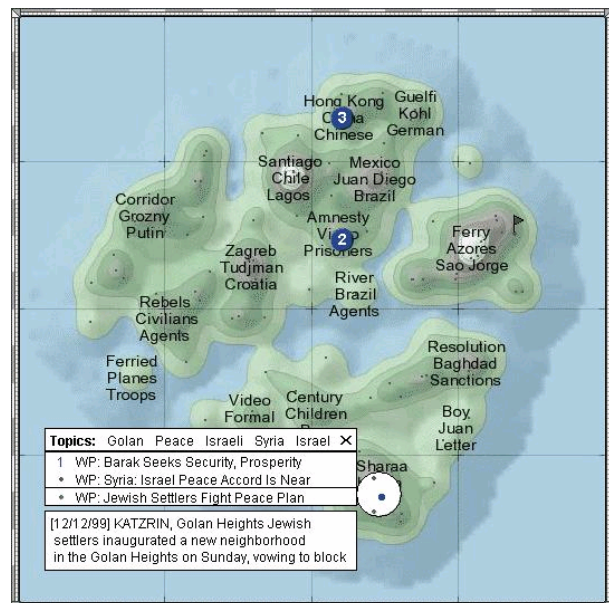 Hong Kong
3
Chinese
Guelfi
Kohl
German
Santiago
Chile
Lagos
Mexico
Juan Diego
Brazil
Corridor
Grozny
Putin
Amnesty
2
Prisoners
Ferry
Azores
Sao Jorge
Zagreb
Tudjman
Croatia
River
Brazil
Agents
Rebels
Civilians
Agents
Ferried
Planes
Troops
Resolution
Baghdad
Sanctions
Video
Formal
Century
Children
Boy
Juan
Letter
Topics: Golan Peace Israeli Syria Israel X
1 WP: Barak Seeks Security, Prosperity
• WP: Syria: Israel Peace Accord Is Near
• WP: Jewish Settlers Fight Peace Plan
Sharaa
[12/12/99] KATZRIN, Golan Heights Jewish
settlers inaugurated a new neighborhood
in the Golan Heights on Sunday, vowing to block